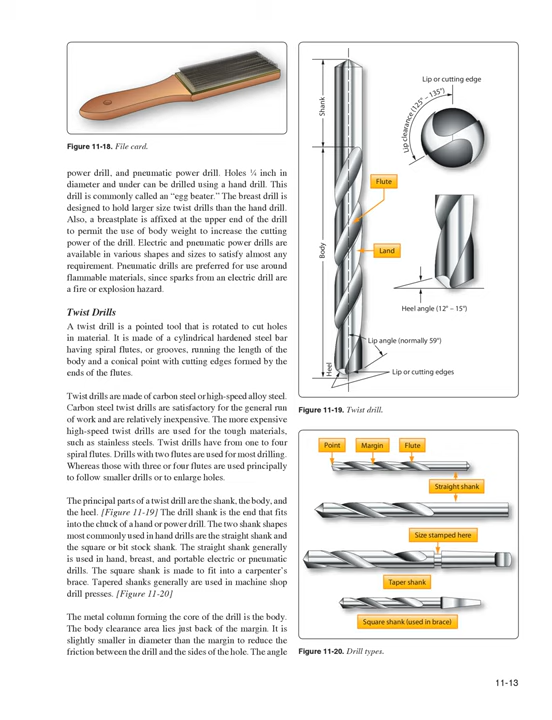 Figure 11-18. File card.
power drill, and pneumatic power drill. Holes ¼ inch in
diameter and under can be drilled using a hand drill. This
drill is commonly called an “egg beater.” The breast drill is
designed to hold larger size twist drills than the hand drill.
Also, a breastplate is affixed at the upper end of the drill
to permit the use of body weight to increase the cutting
power of the drill. Electric and pneumatic power drills are
available in various shapes and sizes to satisfy almost any
requirement. Pneumatic drills are preferred for use around
flammable materials, since sparks from an electric drill are
a fire or explosion hazard.
Twist Drills
A twist drill is a pointed tool that is rotated to cut holes
in material. It is made of a cylindrical hardened steel bar
having spiral flutes, or grooves, running the length of the
body and a conical point with cutting edges formed by the
ends of the flutes.
Twist drills are made of carbon steel or high-speed alloy steel.
Carbon steel twist drills are satisfactory for the general run
of work and are relatively inexpensive. The more expensive
high-speed twist drills are used for the tough materials,
such as stainless steels. Twist drills have from one to four
spiral flutes. Drills with two flutes are used for most drilling.
Whereas those with three or four flutes are used principally
to follow smaller drills or to enlarge holes.
The principal parts of a twist drill are the shank, the body, and
the heel. [Figure 11-19] The drill shank is the end that fits
into the chuck of a hand or power drill. The two shank shapes
most commonly used in hand drills are the straight shank and
the square or bit stock shank. The straight shank generally
is used in hand, breast, and portable electric or pneumatic
drills. The square shank is made to fit into a carpenter’s
brace. Tapered shanks generally are used in machine shop
drill presses. [Figure 11-20]
The metal column forming the core of the drill is the body.
The body clearance area lies just back of the margin. It is
slightly smaller in diameter than the margin to reduce the
friction between the drill and the sides of the hole. The angle
Lip or cutting edge
Lip clearance (125° – 135°)
Shank
Flute
Body
Land
Heel angle (12° – 15°)
Lip angle (normally 59°)
Heel
Lip or cutting edges
Figure 11-19. Twist drill.
Point
Margin
Flute
Straight shank
Size stamped here
Taper shank
Square shank (used in brace)
Figure 11-20. Drill types.
11-13